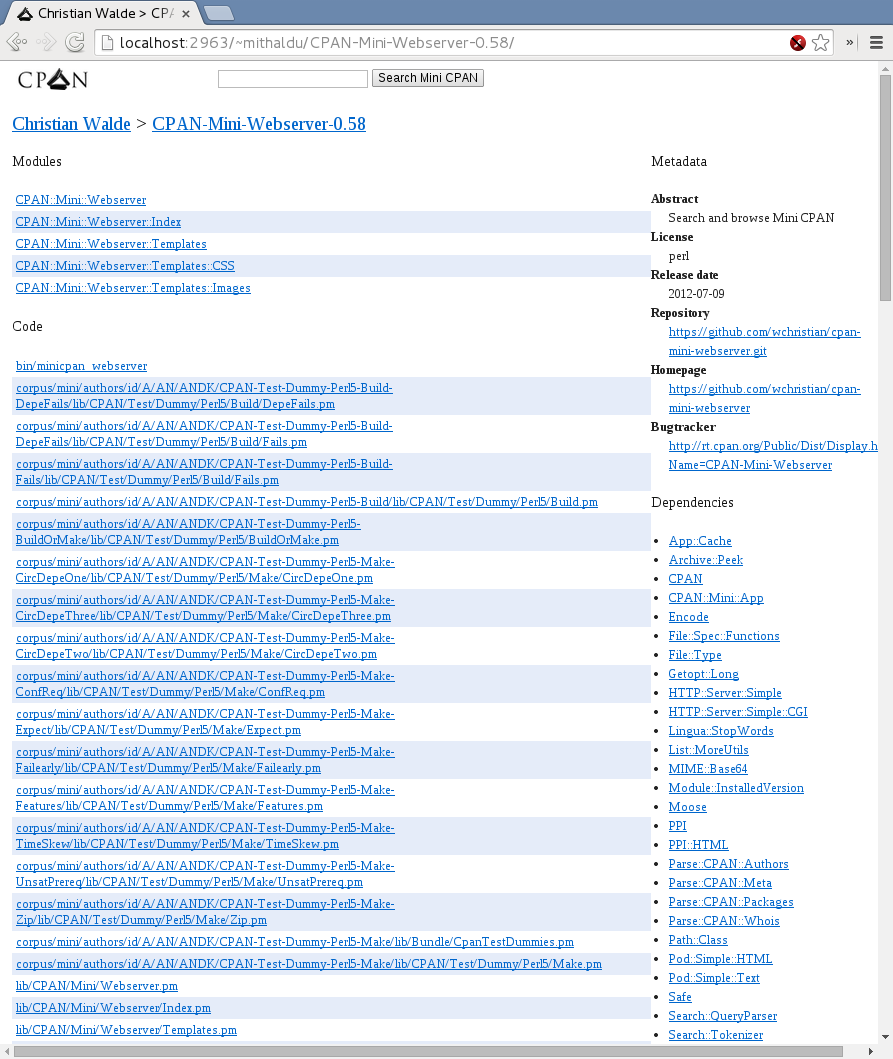 Christian Walde > CPA
localhost:2963/~mithaldu/CPAN-Mini-Webserver-0.58/
CPAN
Search Mini CPAN
Christian Walde > CPAN-Mini-Webserver-0.58
Modules
CPAN::Mini::Webserver
CPAN::Mini::Webserver::Index
CPAN::Mini::Webserver::Templates
CPAN::Mini::Webserver::Templates::CSS
CPAN::Mini::Webserver::Templates::Images
Code
bin/minicpan_webserver
corpus/mini/authors/id/A/AN/ANDK/CPAN-Test-Dummy-Perl5-Build-
DepeFails/lib/CPAN/Test/Dummy/Perl5/Build/DepeFails.pm
corpus/mini/authors/id/A/AN/ANDK/CPAN-Test-Dummy-Perl5-Build-
DepeFails/lib/CPAN/Test/Dummy/Perl5/Build/Fails.pm
corpus/mini/authors/id/A/AN/ANDK/CPAN-Test-Dummy-Perl5-Build-
Fails/lib/CPAN/Test/Dummy/Perl5/Build/Fails.pm
corpus/mini/authors/id/A/AN/ANDK/CPAN-Test-Dummy-Perl5-Build/lib/CPAN/Test/Dummy/Perl5/Build.pm
corpus/mini/authors/id/A/AN/ANDK/CPAN-Test-Dummy-Perl5-
BuildOrMake/lib/CPAN/Test/Dummy/Perl5/BuildOrMake.pm
corpus/mini/authors/id/A/AN/ANDK/CPAN-Test-Dummy-Perl5-Make-
CircDepeOne/lib/CPAN/Test/Dummy/Perl5/Make/CircDepeOne.pm
corpus/mini/authors/id/A/AN/ANDK/CPAN-Test-Dummy-Perl5-Make-
CircDepeThree/lib/CPAN/Test/Dummy/Perl5/Make/CircDepeThree.pm
corpus/mini/authors/id/A/AN/ANDK/CPAN-Test-Dummy-Perl5-Make-
CircDepeTwo/lib/CPAN/Test/Dummy/Perl5/Make/CircDepeTwo.pm
corpus/mini/authors/id/A/AN/ANDK/CPAN-Test-Dummy-Perl5-Make-
ConfReq/lib/CPAN/Test/Dummy/Perl5/Make/ConfReq.pm
corpus/mini/authors/id/A/AN/ANDK/CPAN-Test-Dummy-Perl5-Make-
Expect/lib/CPAN/Test/Dummy/Perl5/Make/Expect.pm
corpus/mini/authors/id/A/AN/ANDK/CPAN-Test-Dummy-Perl5-Make-
Failearly/lib/CPAN/Test/Dummy/Perl5/Make/Failearly.pm
corpus/mini/authors/id/A/AN/ANDK/CPAN-Test-Dummy-Perl5-Make-
Features/lib/CPAN/Test/Dummy/Perl5/Make/Features.pm
corpus/mini/authors/id/A/AN/ANDK/CPAN-Test-Dummy-Perl5-Make-
TimeSkew/lib/CPAN/Test/Dummy/Perl5/Make/TimeSkew.pm
corpus/mini/authors/id/A/AN/ANDK/CPAN-Test-Dummy-Perl5-Make-
UnsatPrereq/lib/CPAN/Test/Dummy/Perl5/Make/UnsatPrereq.pm
corpus/mini/authors/id/A/AN/ANDK/CPAN-Test-Dummy-Perl5-Make-
Zip/lib/CPAN/Test/Dummy/Perl5/Make/Zip.pm
corpus/mini/authors/id/A/AN/ANDK/CPAN-Test-Dummy-Perl5-Make/lib/Bundle/CpanTestDummies.pm
corpus/mini/authors/id/A/AN/ANDK/CPAN-Test-Dummy-Perl5-Make/lib/CPAN/Test/Dummy/Perl5/Make.pm
lib/CPAN/Mini/Webserver.pm
lib/CPAN/Mini/Webserver/Index.pm
lib/CPAN/Mini/Webserver/Templates.pm
Metadata
Abstract
Search and browse Mini CPAN
License
perl
Release date
2012-07-09
Repository
https://github.com/wchristian/cpan-
mini-webserver.git
Homepage
https://github.com/wchristian/cpan-
mini-webserver
Bugtracker
http://rt.cpan.org/Public/Dist/Display.h
Name=CPAN-Mini-Webserver
Dependencies
App::Cache
Archive::Peek
CPAN
CPAN::Mini::App
Encode
File::Spec::Functions
File::Type
Getopt::Long
HTTP::Server::Simple
HTTP::Server::Simple::CGI
Lingua::StopWords
List::MoreUtils
MIME::Base64
Module::InstalledVersion
Moose
PPI
PPI::HTML
Parse::CPAN::Authors
Parse::CPAN::Meta
Parse::CPAN::Packages
Parse::CPAN::Whois
Path::Class
Pod::Simple::HTML
Pod::Simple::Text
Safe
Search::QueryParser
Search::Tokenizer